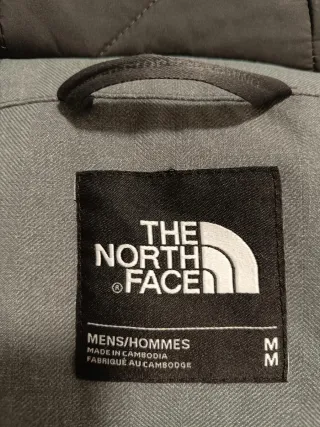 THE
NORTH
® FACE
MENS/HOMMES M
MADE IN CAMBODIA M
FABRIQUÉ AU CAMBODGE